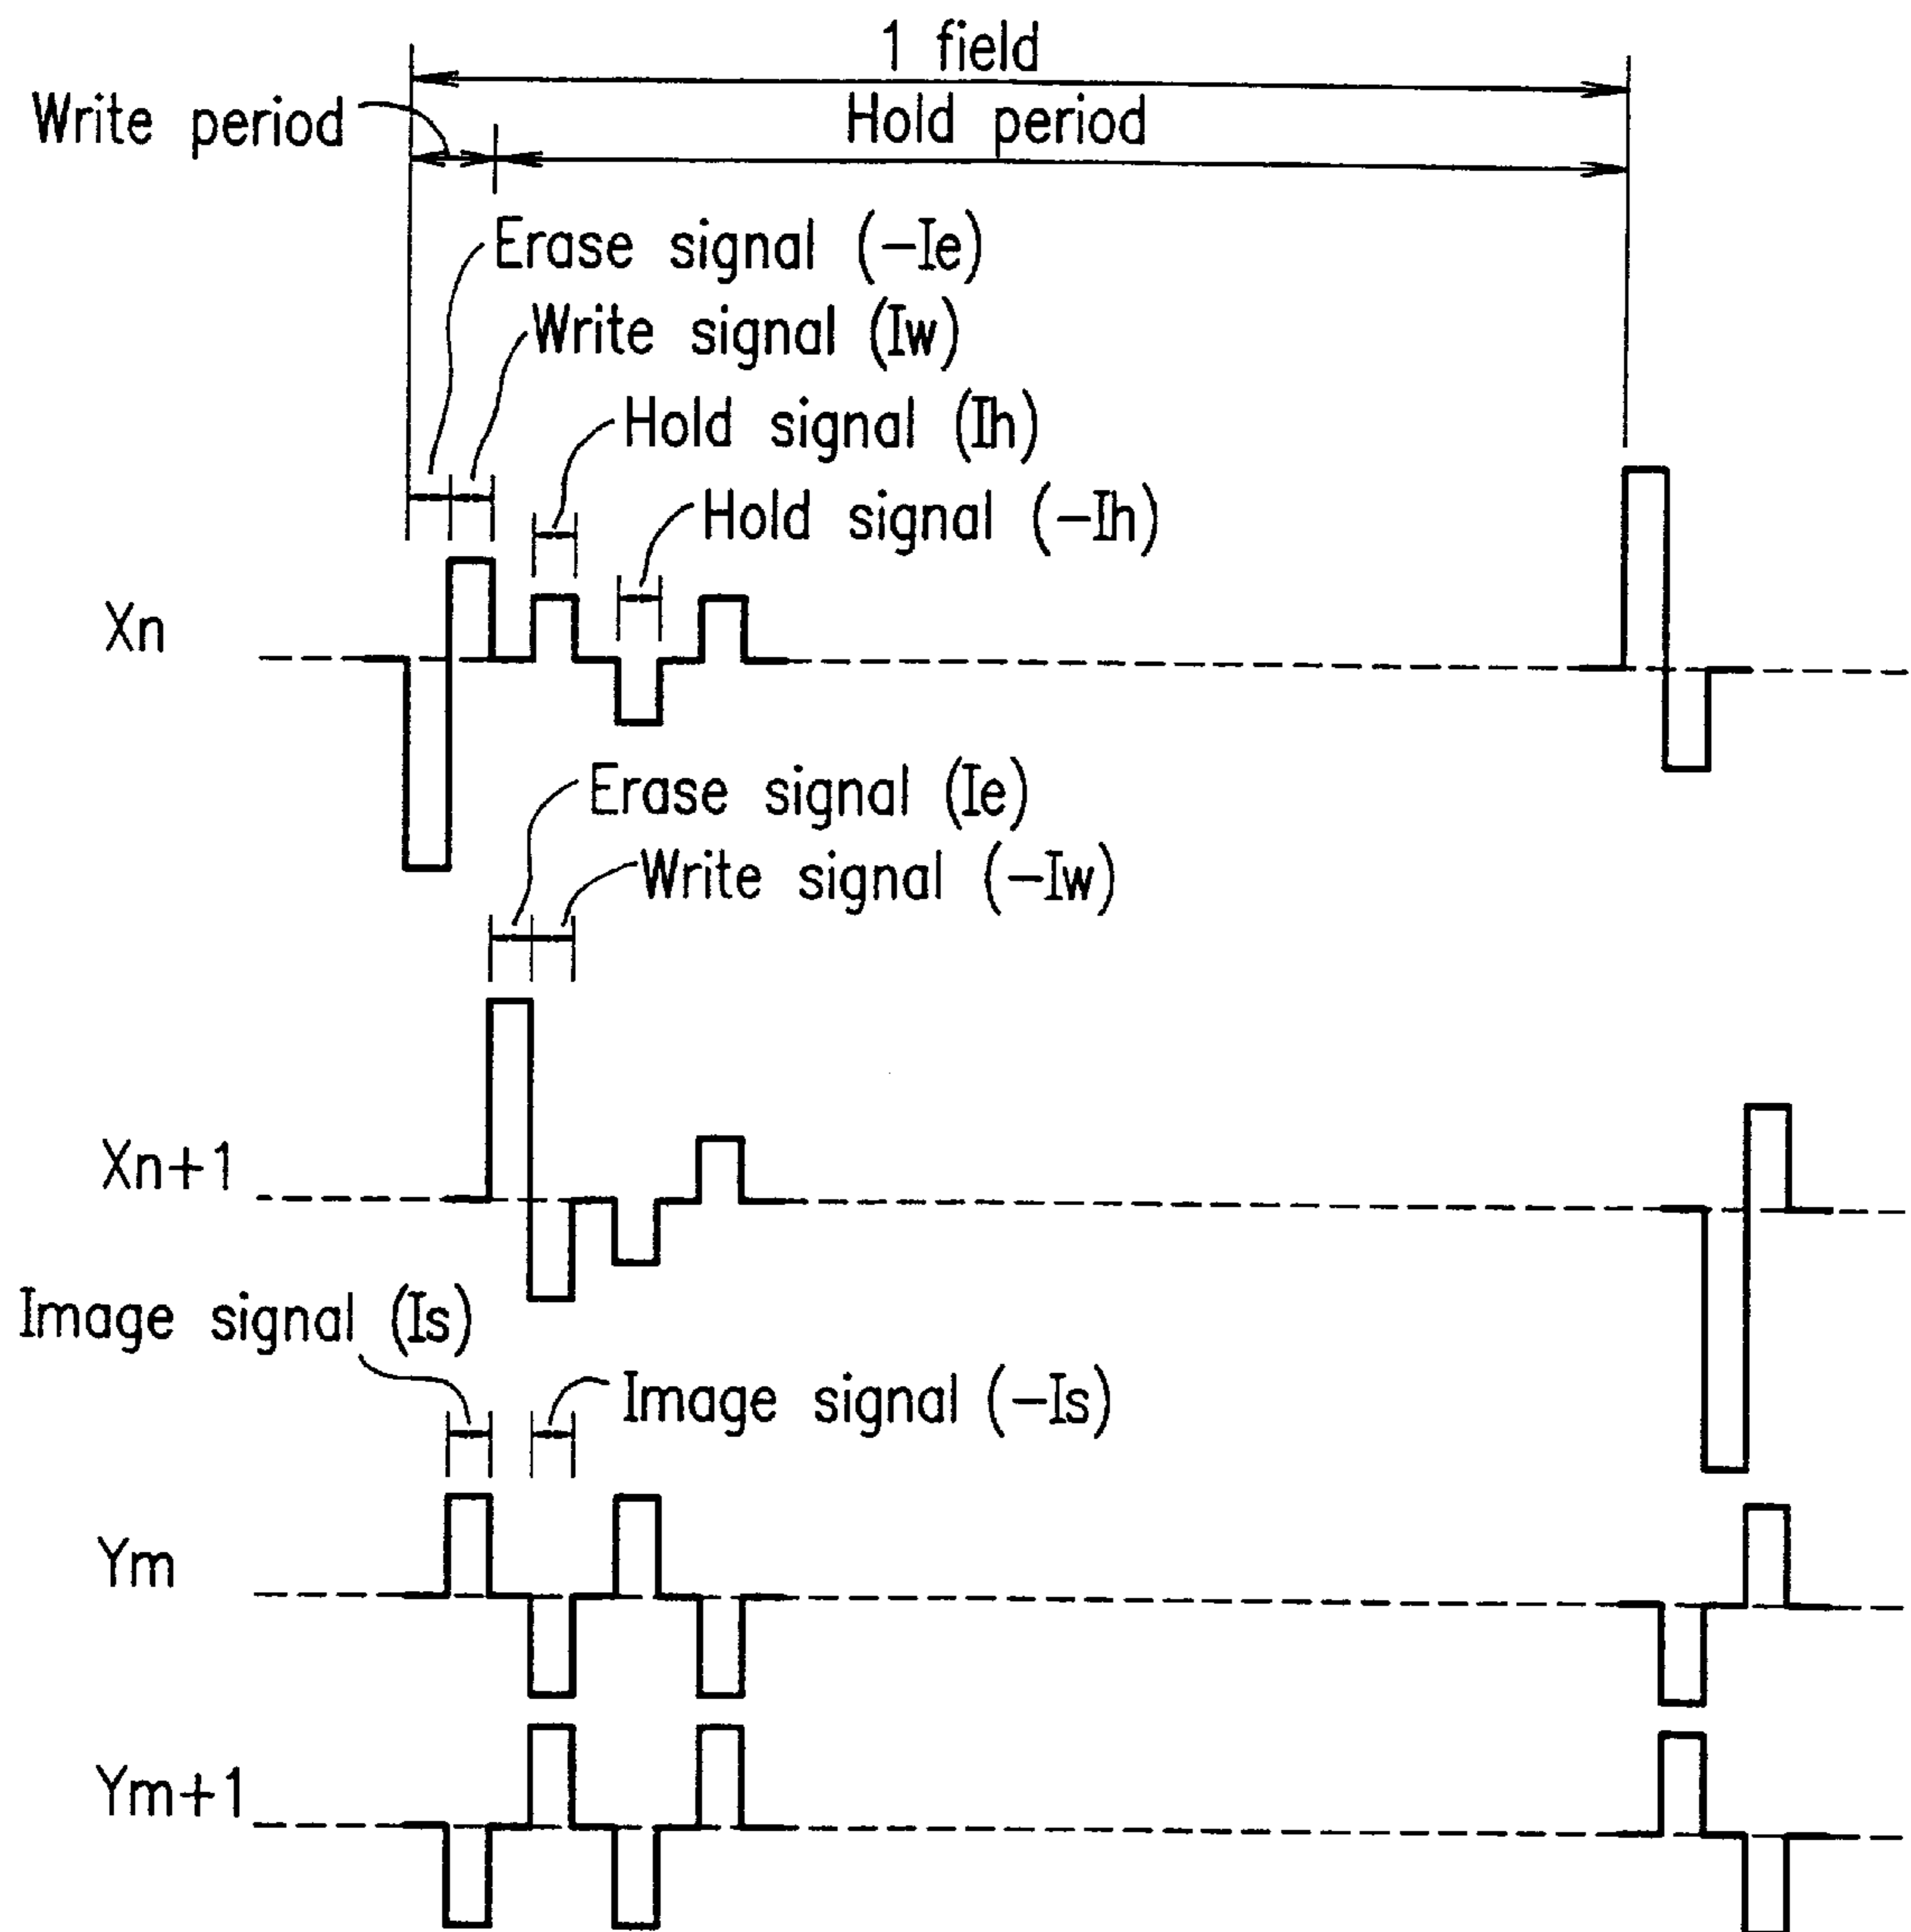 1 field
Write period
Hold period
Erase signal (-Ie)
Write signal (Iw)
Hold signal (Ih)
Hold signal (-Ih)
Xn
Erase signal (Ie)
Write signal (-Iw)
Xn+1
Image signal (Is)
Image signal (-Is)
Ym
Ym+1